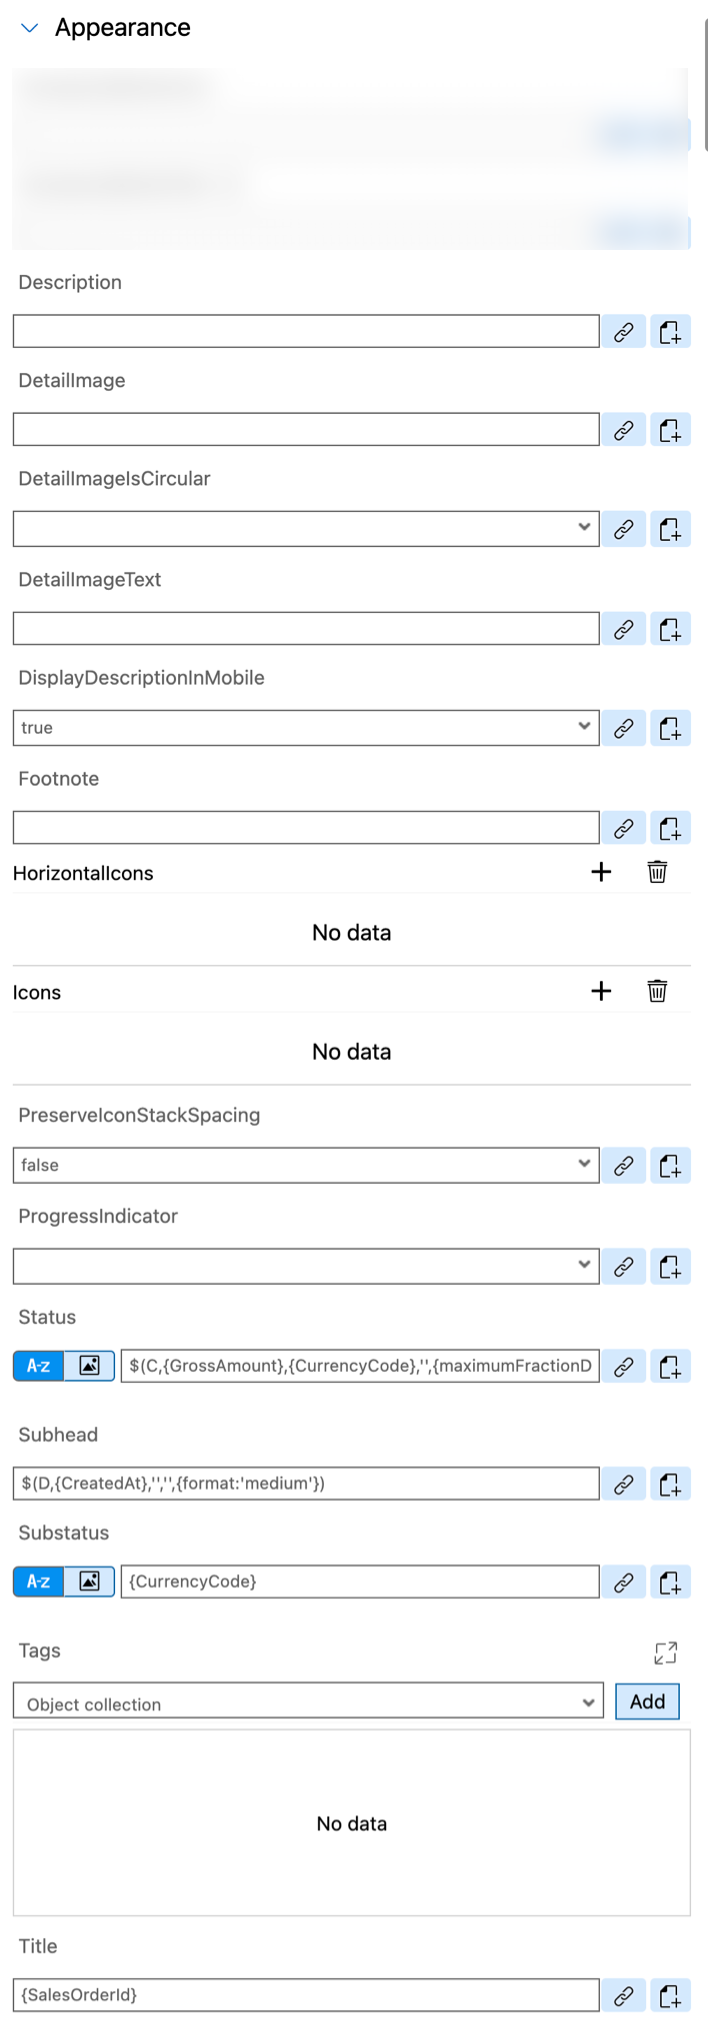 Appearance
Description
DetailImage
DetailImageIsCircular
DetailImageText
DisplayDescriptionInMobile
true
Footnote
HorizontalIcons
No data
Icons
No data
PreserveIconStackSpacing
false
ProgressIndicator
Status
A-z $(C,{GrossAmount},{CurrencyCode},'',{maximumFractionD
Subhead
$(D,{CreatedAt},'','',{format:'medium'})
Substatus
A-z {CurrencyCode}
Tags
Object collection Add
No data
Title
{SalesOrderId}